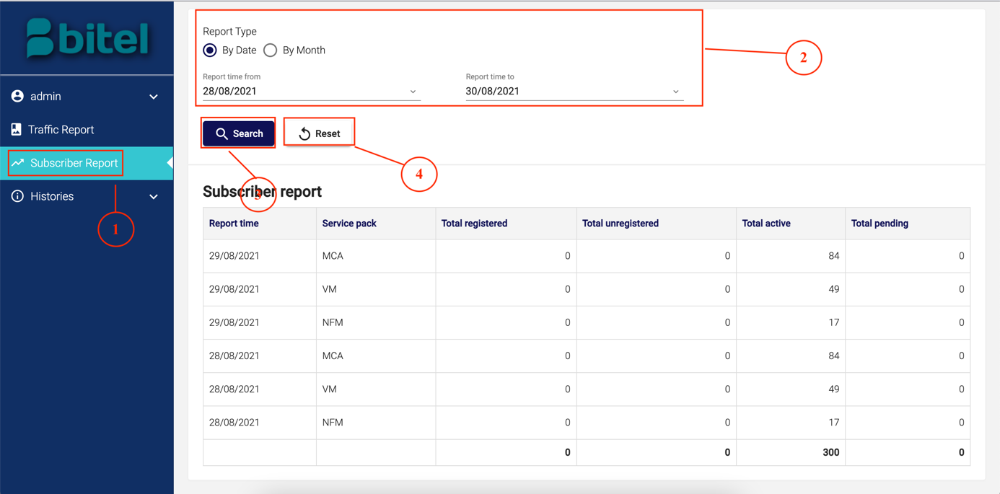 bitel
admin
Traffic Report
Subscriber Report
Histories
1
Report Type
By Date By Month
Report time from Report time to
28/08/2021 30/08/2021
2
Search Reset
3
4
Subscriber report
Report time Service pack Total registered Total unregistered Total active Total pending
29/08/2021 MCA 0 0 84 0
29/08/2021 VM 0 0 49 0
29/08/2021 NFM 0 0 17 0
28/08/2021 MCA 0 0 84 0
28/08/2021 VM 0 0 49 0
28/08/2021 NFM 0 0 17 0
0 0 300 0